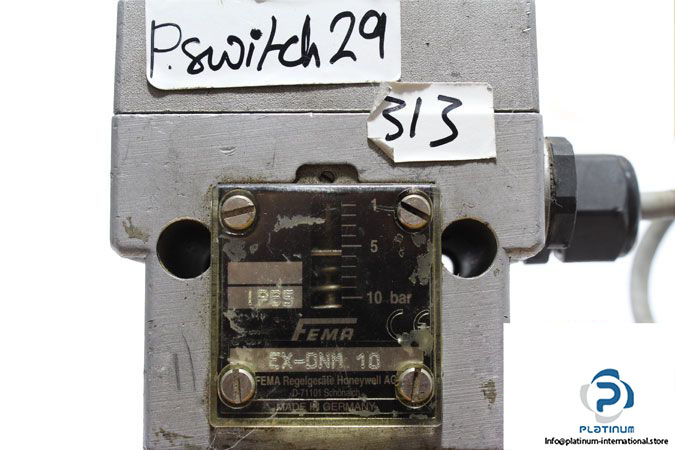 P.switch29
313
1
5
10 bar
IP65
FEMA
EX-DNM 10
FEMA Regelgeräte Honeywell AG
D-71101 Schönaich
MADE IN GERMANY
PLATINUM
Info@platinum-international.store